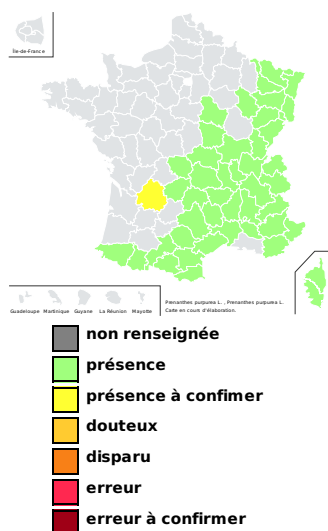 Île-de-France
Guadeloupe Martinique Guyane La Réunion Mayotte
Prenanthes purpurea L. , Prenanthes purpurea L.
Carte en cours d'élaboration.
non renseignée
présence
présence à confimer
douteux
disparu
erreur
erreur à confirmer